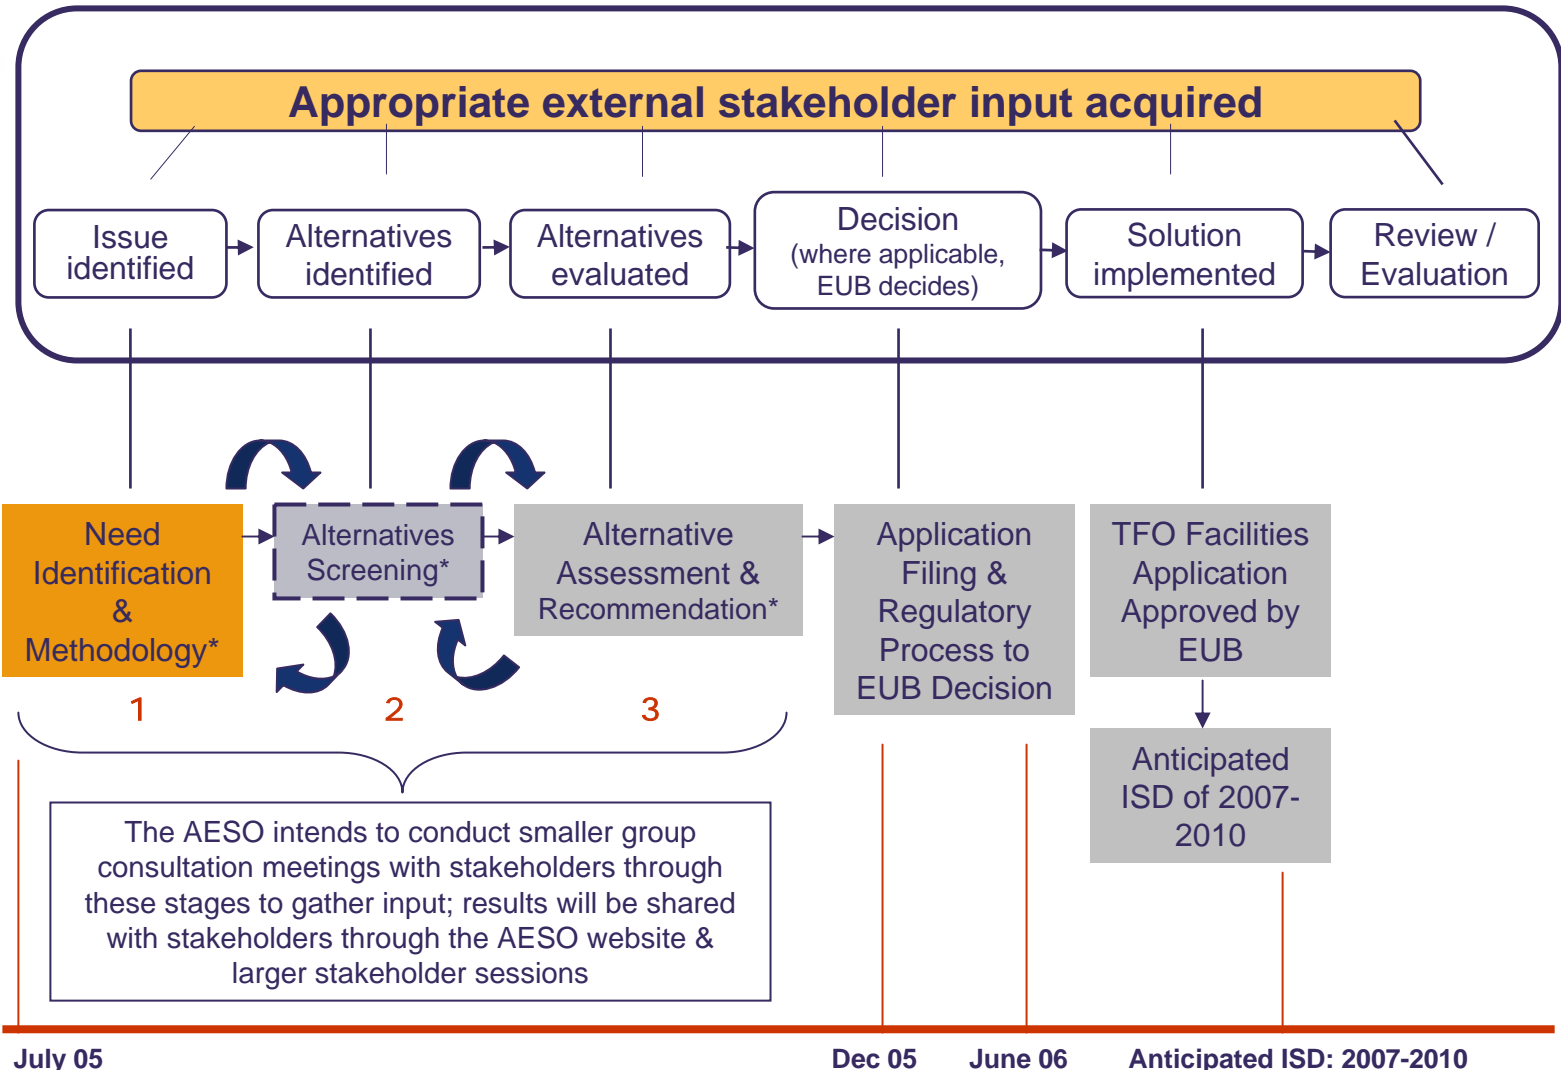 Appropriate external stakeholder input acquired
Issue
identified
Alternatives
identified
Alternatives
evaluated
Decision
(where applicable,
EUB decides)
Solution
implemented
Review /
Evaluation
Need
Identification
&
Methodology*
Alternatives
Screening*
Alternative
Assessment &
Recommendation*
Application
Filing &
Regulatory
Process to
EUB Decision
TFO Facilities
Application
Approved by
EUB
1
2
3
Anticipated
ISD of 2007-
2010
The AESO intends to conduct smaller group
consultation meetings with stakeholders through
these stages to gather input; results will be shared
with stakeholders through the AESO website &
larger stakeholder sessions
July 05
Dec 05
June 06
Anticipated ISD: 2007-2010